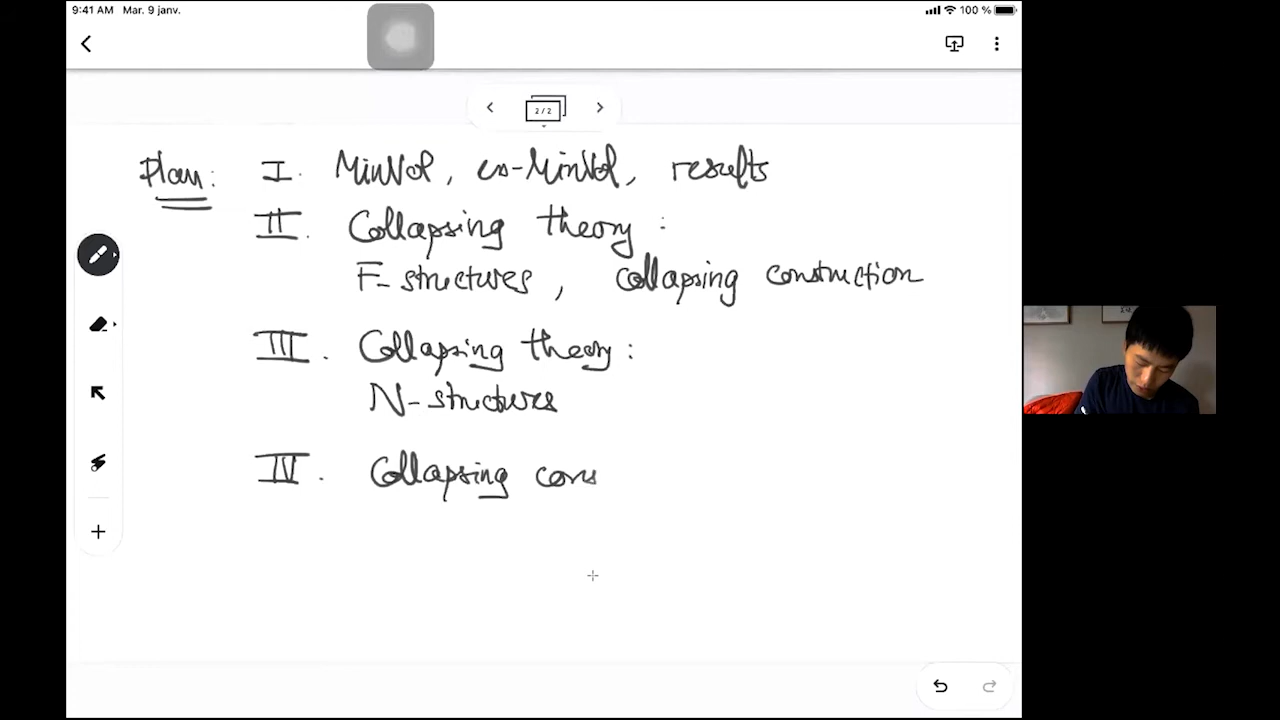 9:41 AM Mar. 9 janv.
100 %
2/2
Plan: I. MinVol, ess-MinVol, results
II. Collapsing theory:
F-structures, collapsing construction
III. Collapsing theory:
N-structures
IV. Collapsing cons